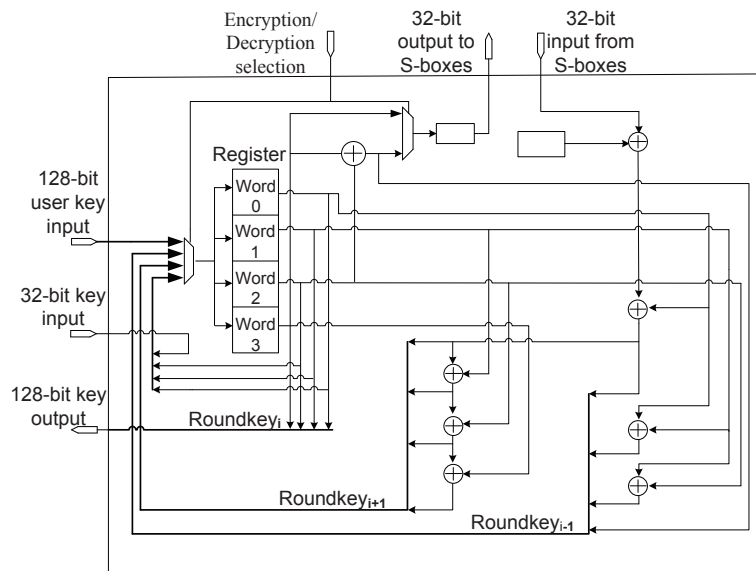 Encryption/
Decryption
selection
32-bit
output to
S-boxes
32-bit
input from
S-boxes
Register
128-bit
user key
input
Word
0
Word
1
Word
2
Word
3
32-bit key
input
128-bit key
output
Roundkeyi
Roundkeyi+1
Roundkeyi-1